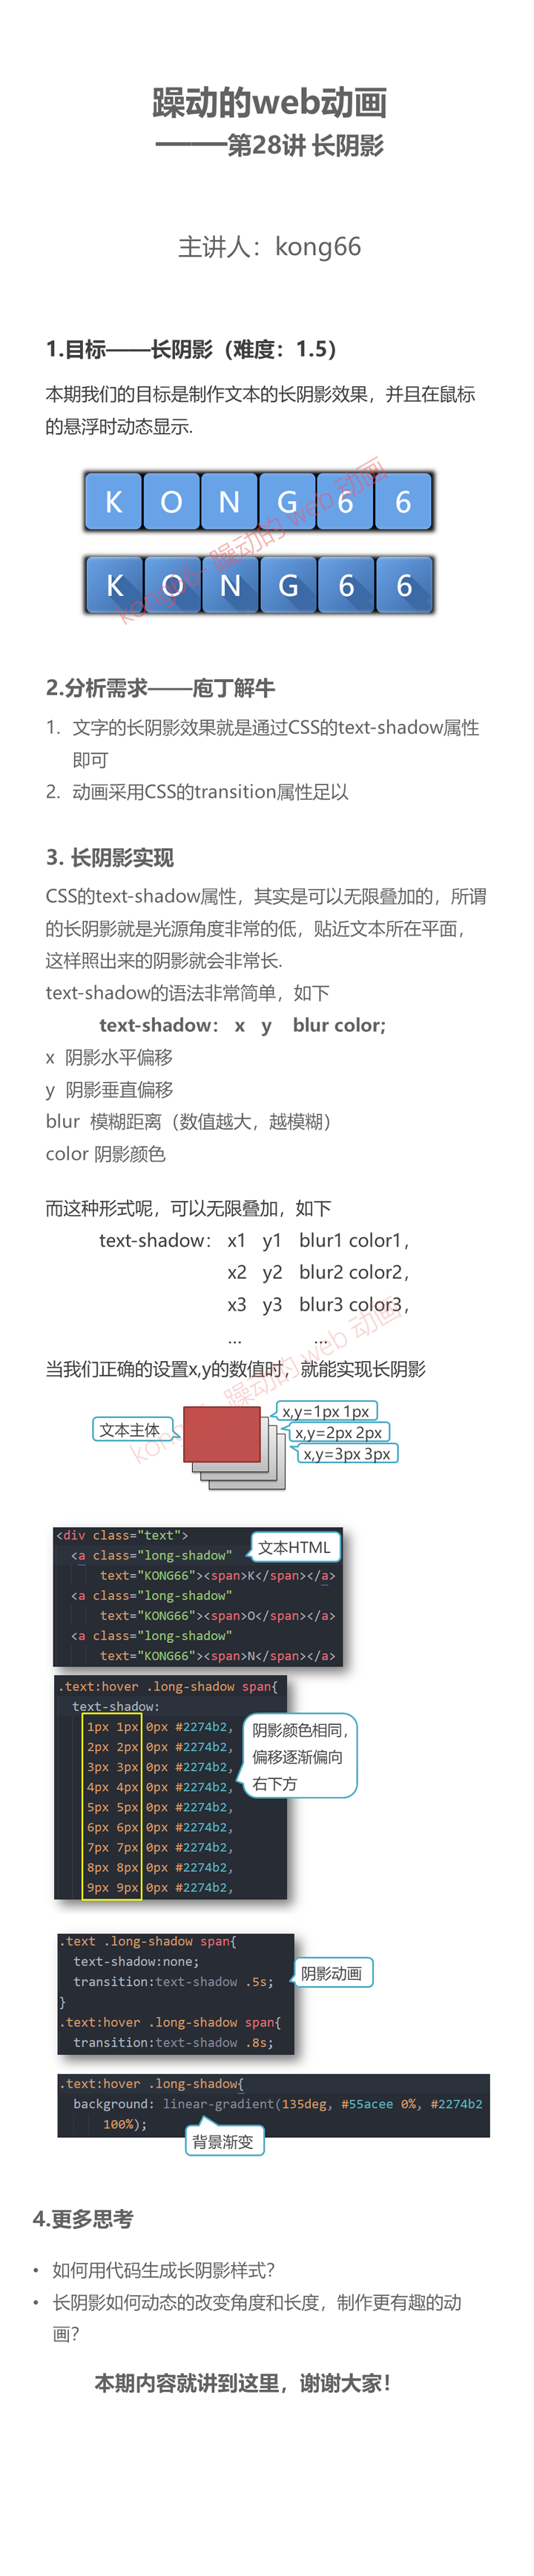 躁动的web动画
———第28讲 长阴影
主讲人：kong66
1.目标——长阴影（难度：1.5）
本期我们的目标是制作文本的长阴影效果，并且在鼠标
的悬浮时动态显示.
K O N G 6 6
K O N G 6 6
kong66- 躁动的 web 动画
2.分析需求——庖丁解牛
1. 文字的长阴影效果就是通过CSS的text-shadow属性
即可
2. 动画采用CSS的transition属性足以
3. 长阴影实现
CSS的text-shadow属性，其实是可以无限叠加的，所谓
的长阴影就是光源角度非常的低，贴近文本所在平面，
这样照出来的阴影就会非常长.
text-shadow的语法非常简单，如下
text-shadow： x y blur color;
x 阴影水平偏移
y 阴影垂直偏移
blur 模糊距离（数值越大，越模糊）
color 阴影颜色
而这种形式呢，可以无限叠加，如下
text-shadow： x1 y1 blur1 color1，
x2 y2 blur2 color2，
x3 y3 blur3 color3，
... ...
当我们正确的设置x,y的数值时，就能实现长阴影
kong66- 躁动的 web 动画
文本主体
x,y=1px 1px
x,y=2px 2px
x,y=3px 3px
<div class="text">
<a class="long-shadow"
文本HTML
text="KONG66"><span>K</span></a>
<a class="long-shadow"
text="KONG66"><span>O</span></a>
<a class="long-shadow"
text="KONG66"><span>N</span></a>
.text:hover .long-shadow span{
text-shadow:
1px 1px 0px #2274b2,
2px 2px 0px #2274b2,
3px 3px 0px #2274b2,
4px 4px 0px #2274b2,
5px 5px 0px #2274b2,
6px 6px 0px #2274b2,
7px 7px 0px #2274b2,
8px 8px 0px #2274b2,
9px 9px 0px #2274b2,
阴影颜色相同，
偏移逐渐偏向
右下方
.text .long-shadow span{
text-shadow:none;
transition:text-shadow .5s;
}
阴影动画
.text:hover .long-shadow span{
transition:text-shadow .8s;
.text:hover .long-shadow{
background: linear-gradient(135deg, #55acee 0%, #2274b2
100%);
背景渐变
4.更多思考
• 如何用代码生成长阴影样式？
• 长阴影如何动态的改变角度和长度，制作更有趣的动
画？
本期内容就讲到这里，谢谢大家！